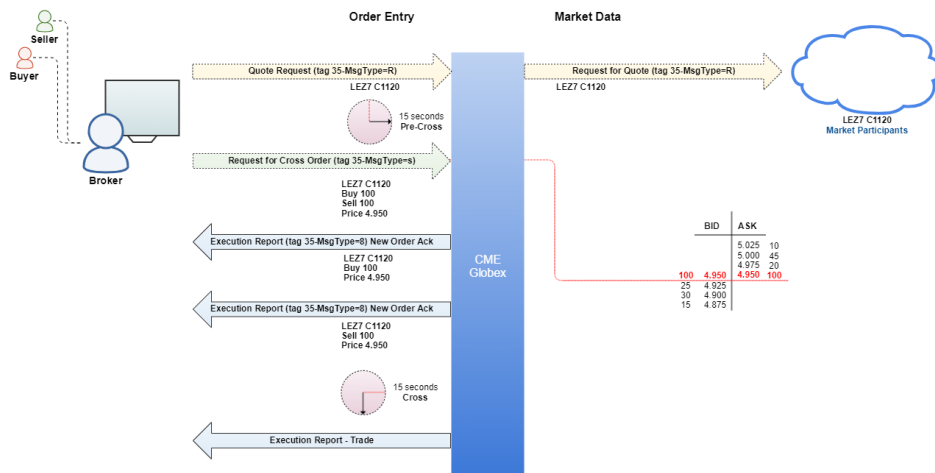 Order Entry
Market Data
Seller
Buyer
Broker
Quote Request (tag 35-MsgType=R)
LEZ7 C1120
Request for Quote (tag 35-MsgType=R)
LEZ7 C1120
LEZ7 C1120
Market Participants
15 seconds
Pre-Cross
Request for Cross Order (tag 35-MsgType=s)
LEZ7 C1120
Buy 100
Sell 100
Price 4.950
Execution Report (tag 35-MsgType=8) New Order Ack
LEZ7 C1120
Buy 100
Price 4.950
CME
Globex
Execution Report (tag 35-MsgType=8) New Order Ack
LEZ7 C1120
Sell 100
Price 4.950
15 seconds
Cross
Execution Report - Trade
BID ASK
5.025 10
5.000 45
4.975 20
100 4.950 4.950 100
25 4.925
30 4.900
15 4.875